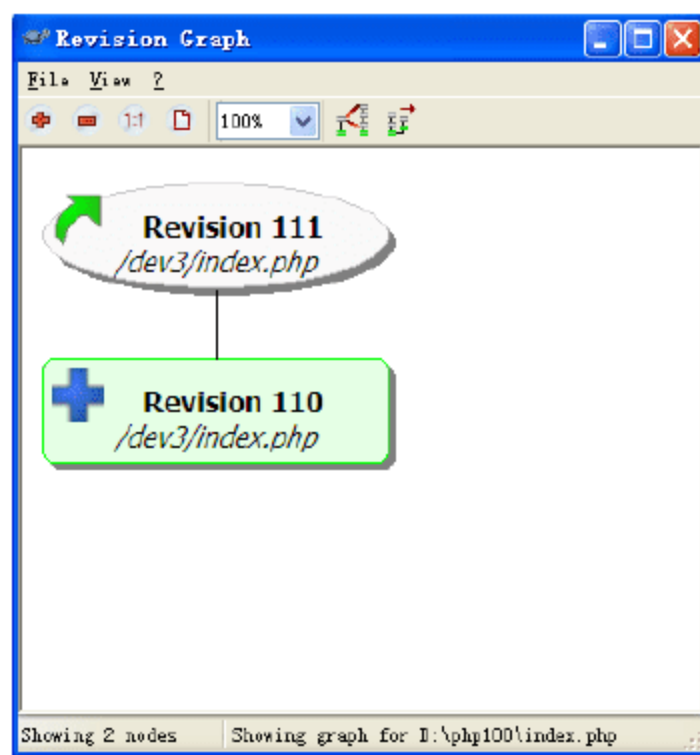 Revision Graph
File View ?
1:1 100%
Revision 111
/dev3/index.php
Revision 110
/dev3/index.php
Showing 2 nodes Showing graph for D:\php100\index.php